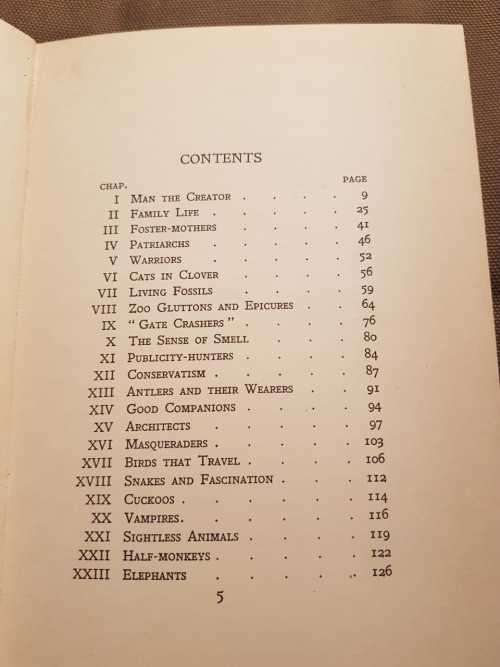 CONTENTS
CHAP. PAGE
I MAN THE CREATOR . . . . 9
II FAMILY LIFE . . . . . 25
III FOSTER-MOTHERS . . . . 41
IV PATRIARCHS . . . . 46
V WARRIORS . . . . . 52
VI CATS IN CLOVER . . . . 56
VII LIVING FOSSILS . . . . 59
VIII ZOO GLUTTONS AND EPICURES . . 64
IX "GATE CRASHERS" . . . . 76
X THE SENSE OF SMELL . . . 80
XI PUBLICITY-HUNTERS . . . . 84
XII CONSERVATISM . . . . . 87
XIII ANTLERS AND THEIR WEARERS . . 91
XIV GOOD COMPANIONS . . . . 94
XV ARCHITECTS . . . . . 97
XVI MASQUERADERS . . . . . 103
XVII BIRDS THAT TRAVEL . . . . 106
XVIII SNAKES AND FASCINATION . . . 112
XIX CUCKOOS . . . . . . 114
XX VAMPIRES . . . . . 116
XXI SIGHTLESS ANIMALS . . . . 119
XXII HALF-MONKEYS . . . . . 122
XXIII ELEPHANTS . . . . . 126
5